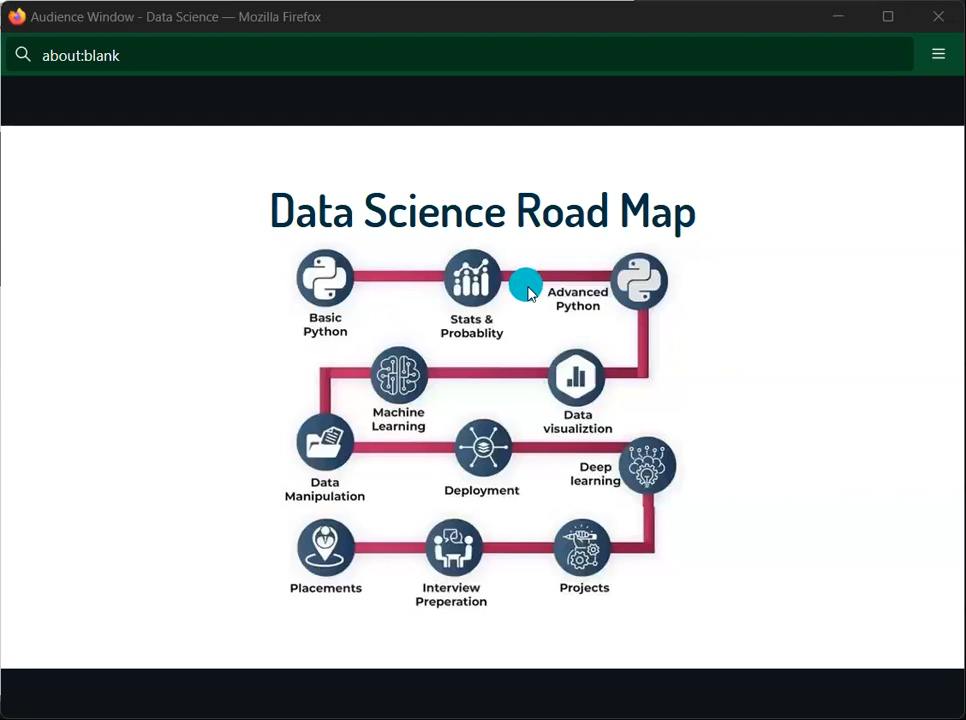 Audience Window - Data Science — Mozilla Firefox
about:blank
Data Science Road Map
Basic
Python
Stats &
Probablity
Advanced
Python
Machine
Learning
Data
visualiztion
Data
Manipulation
Deployment
Deep
learning
Placements
Interview
Preperation
Projects